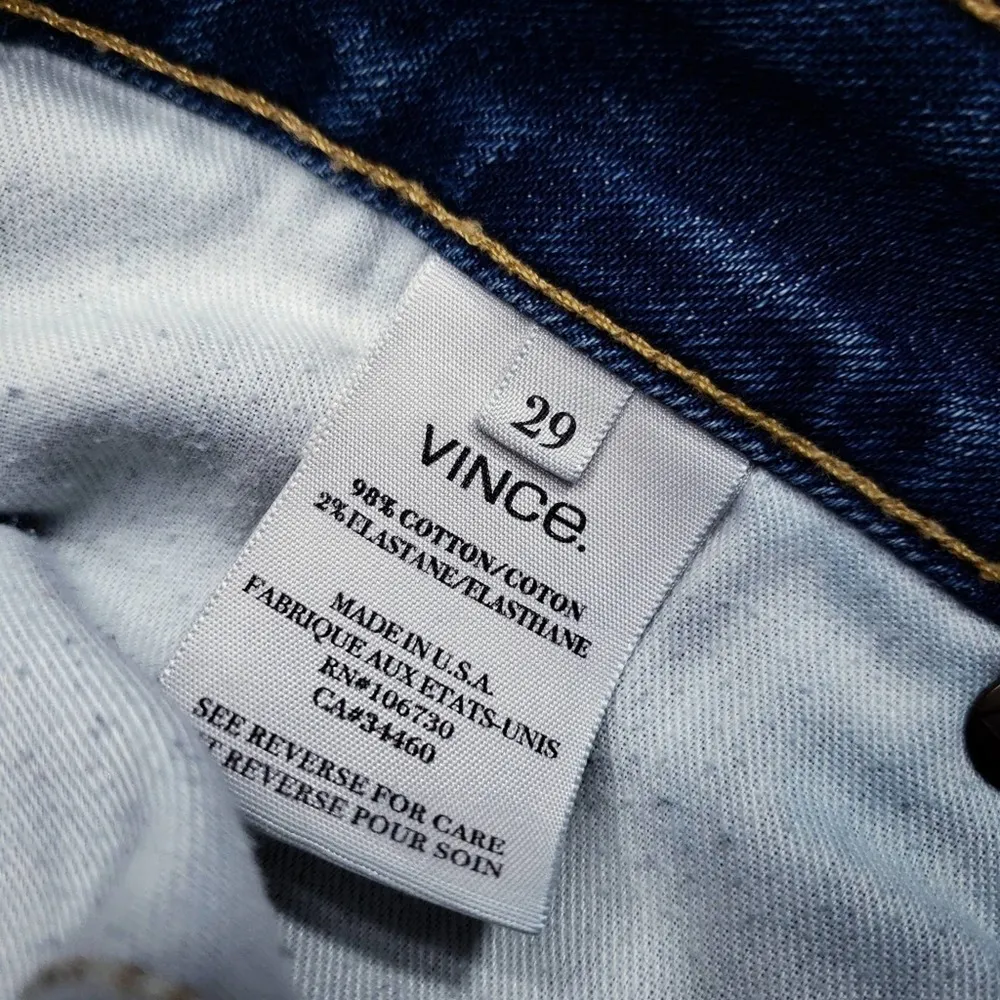 29
VINCe.
98% COTTON/COTON
2% ELASTANE/ELASTHANE
MADE IN U.S.A.
FABRIQUE AUX ETATS-UNIS
RN#106730
CA#34460
SEE REVERSE FOR CARE
REVERSE POUR SOIN